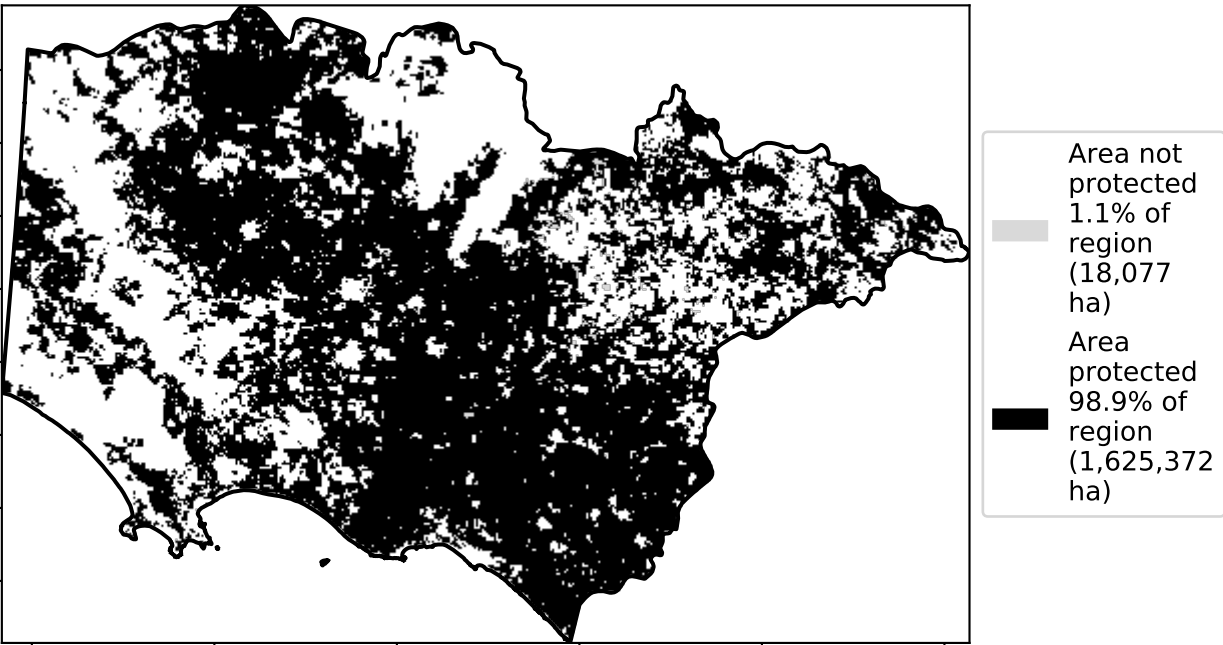 Area not
protected
1.1% of
region
(18,077
ha)
Area
protected
98.9% of
region
(1,625,372
ha)